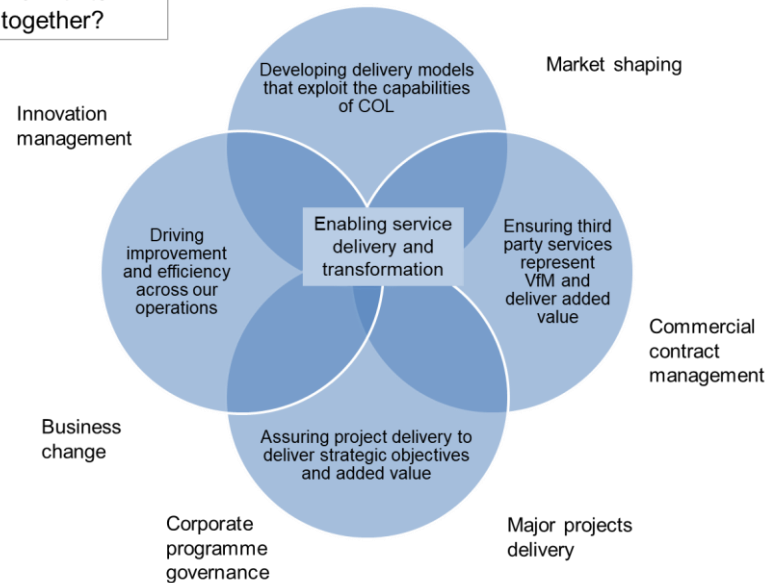 together?
Developing delivery models
that exploit the capabilities
of COL
Market shaping
Innovation
management
Enabling service
delivery and
transformation
Driving
improvement
and efficiency
across our
operations
Ensuring third
party services
represent
VfM and
deliver added
value
Commercial
contract
management
Business
change
Assuring project delivery to
deliver strategic objectives
and added value
Corporate
programme
governance
Major projects
delivery